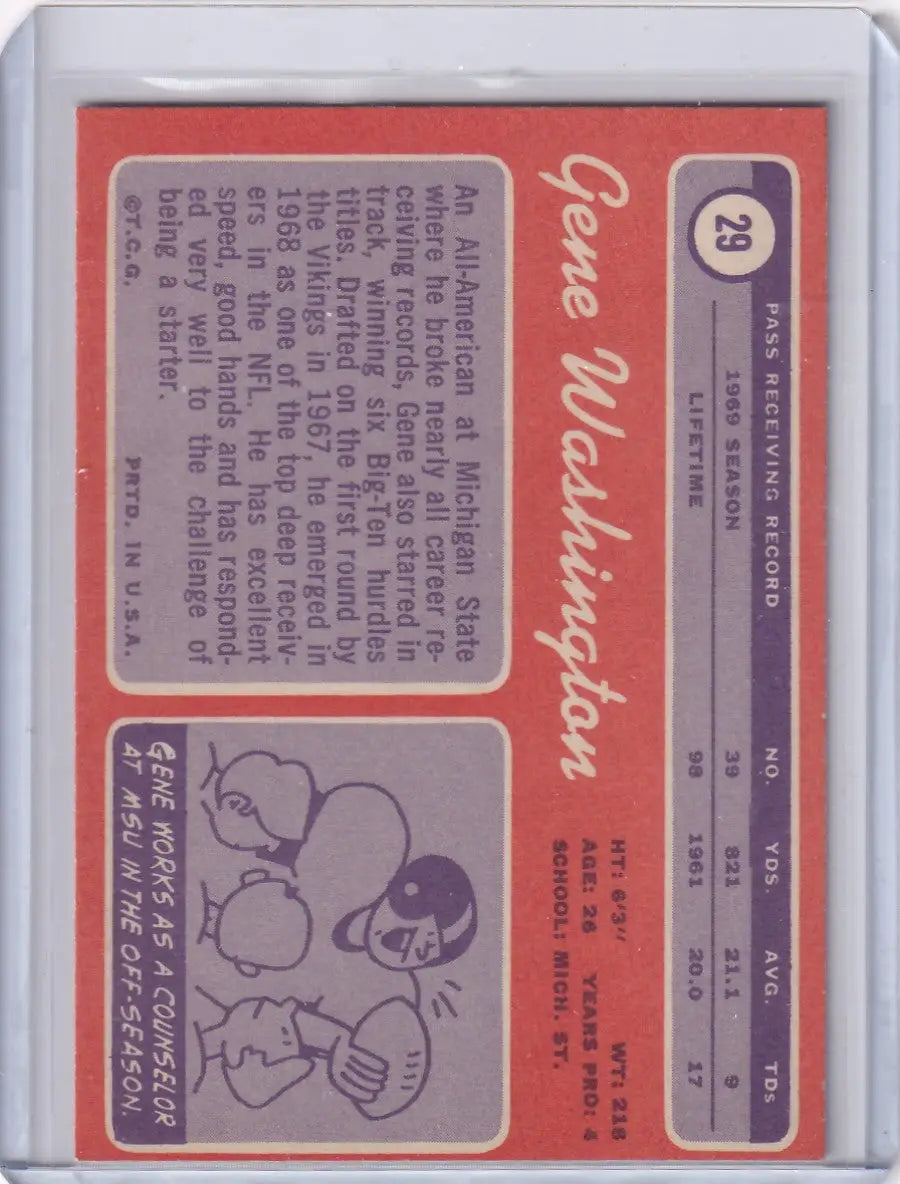 29
PASS RECEIVING RECORD NO. YDS. AVG. TDs
1969 SEASON 39 821 21.1 9
LIFETIME 98 1961 20.0 17
Gene Washington
HT: 6'3" WT: 218
AGE: 26 YEARS PRO: 4
SCHOOL: MICH. ST.
An All-American at Michigan State
where he broke nearly all career re-
ceiving records, Gene also starred in
track, winning six Big-Ten hurdles
titles. Drafted on the first round by
the Vikings in 1967, he emerged in
1968 as one of the top deep receiv-
ers in the NFL. He has excellent
speed, good hands and has respond-
ed very well to the challenge of
being a starter.
©T.C.G. PRTD. IN U.S.A.
GENE WORKS AS A COUNSELOR
AT MSU IN THE OFF-SEASON.